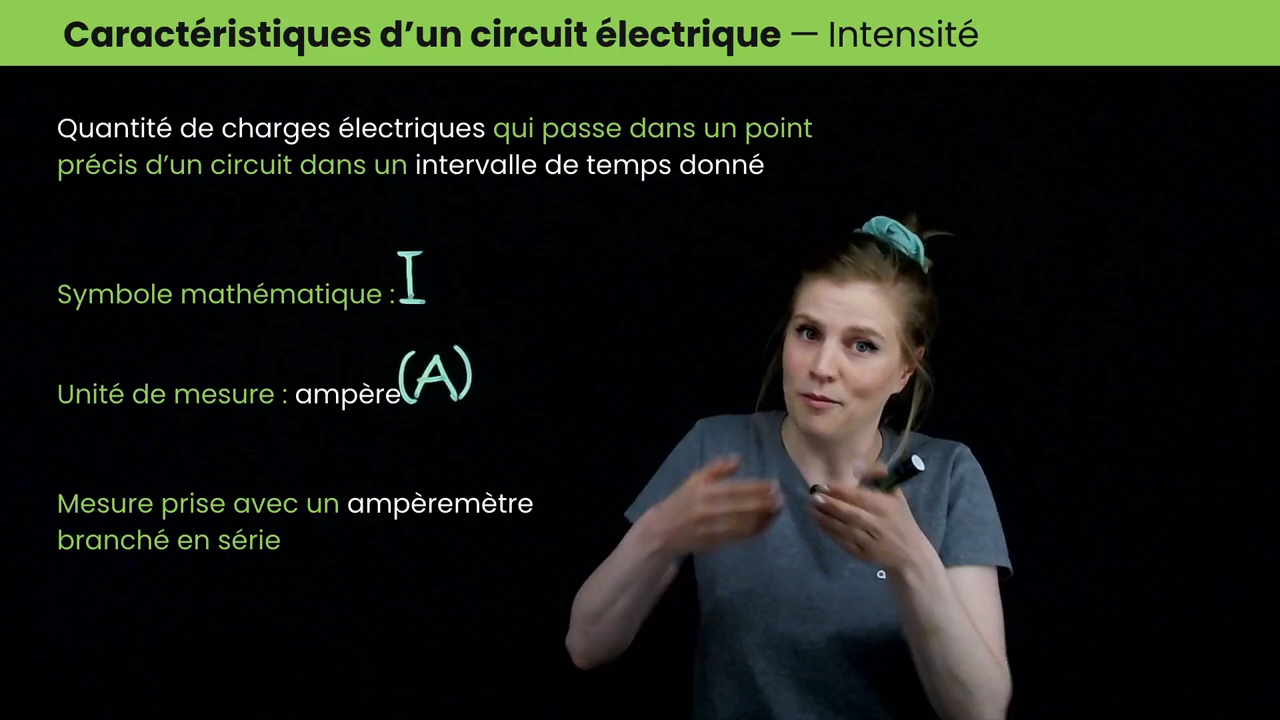 Caractéristiques d’un circuit électrique — Intensité
Quantité de charges électriques qui passe dans un point
précis d’un circuit dans un intervalle de temps donné
Symbole mathématique : I
Unité de mesure : ampère (A)
Mesure prise avec un ampèremètre
branché en série